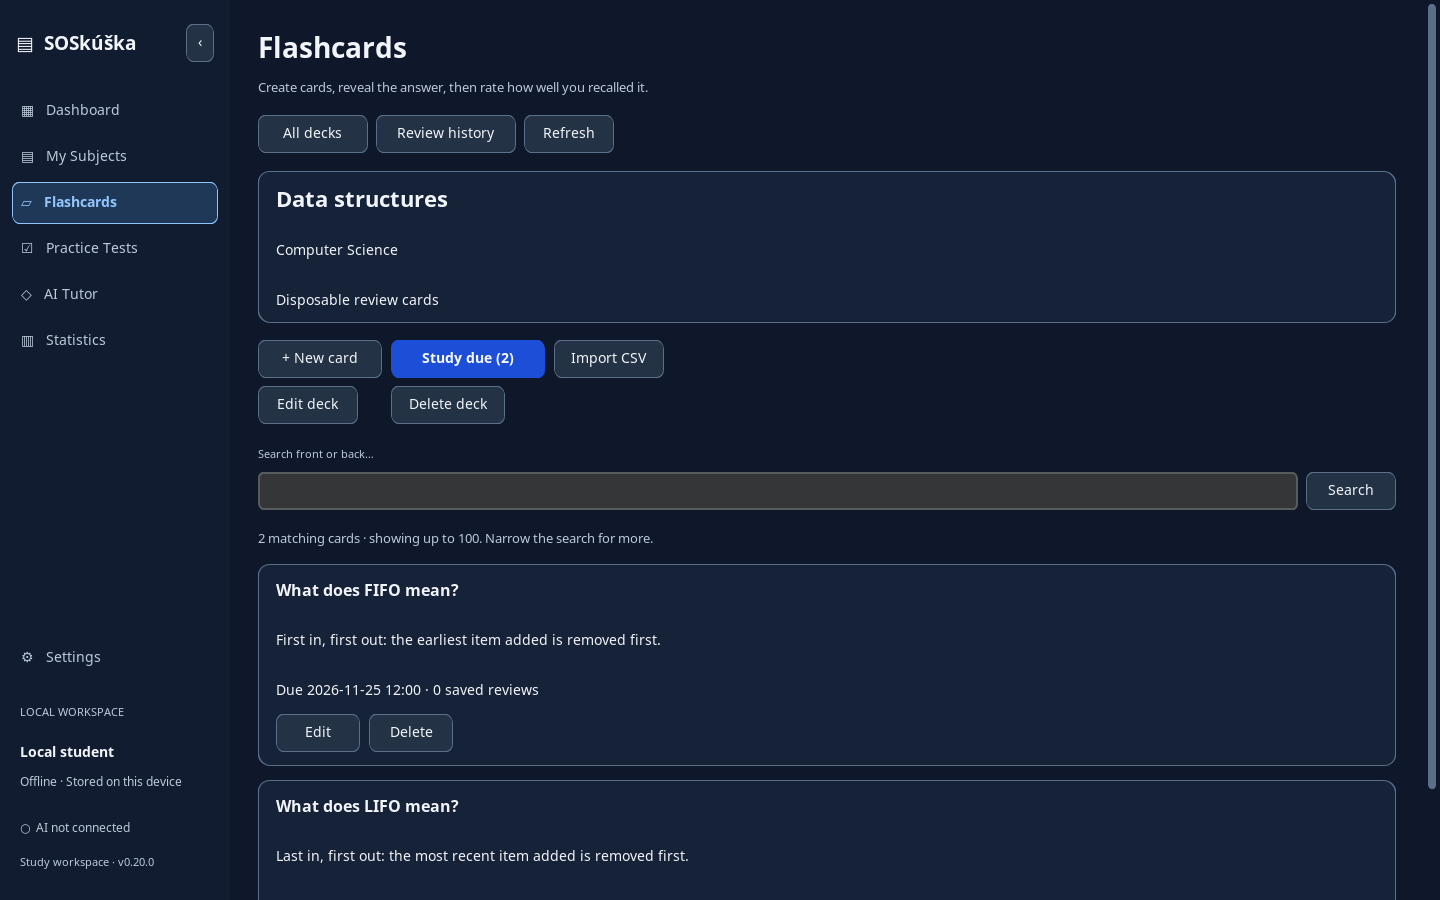 SOSkúška
Dashboard
My Subjects
Flashcards
Practice Tests
AI Tutor
Statistics
Settings
LOCAL WORKSPACE
Local student
Offline · Stored on this device
AI not connected
Study workspace · v0.20.0
Flashcards
Create cards, reveal the answer, then rate how well you recalled it.
All decks Review history Refresh
Data structures
Computer Science
Disposable review cards
+ New card Study due (2) Import CSV
Edit deck Delete deck
Search front or back...
Search
2 matching cards · showing up to 100. Narrow the search for more.
What does FIFO mean?
First in, first out: the earliest item added is removed first.
Due 2026-11-25 12:00 · 0 saved reviews
Edit Delete
What does LIFO mean?
Last in, first out: the most recent item added is removed first.